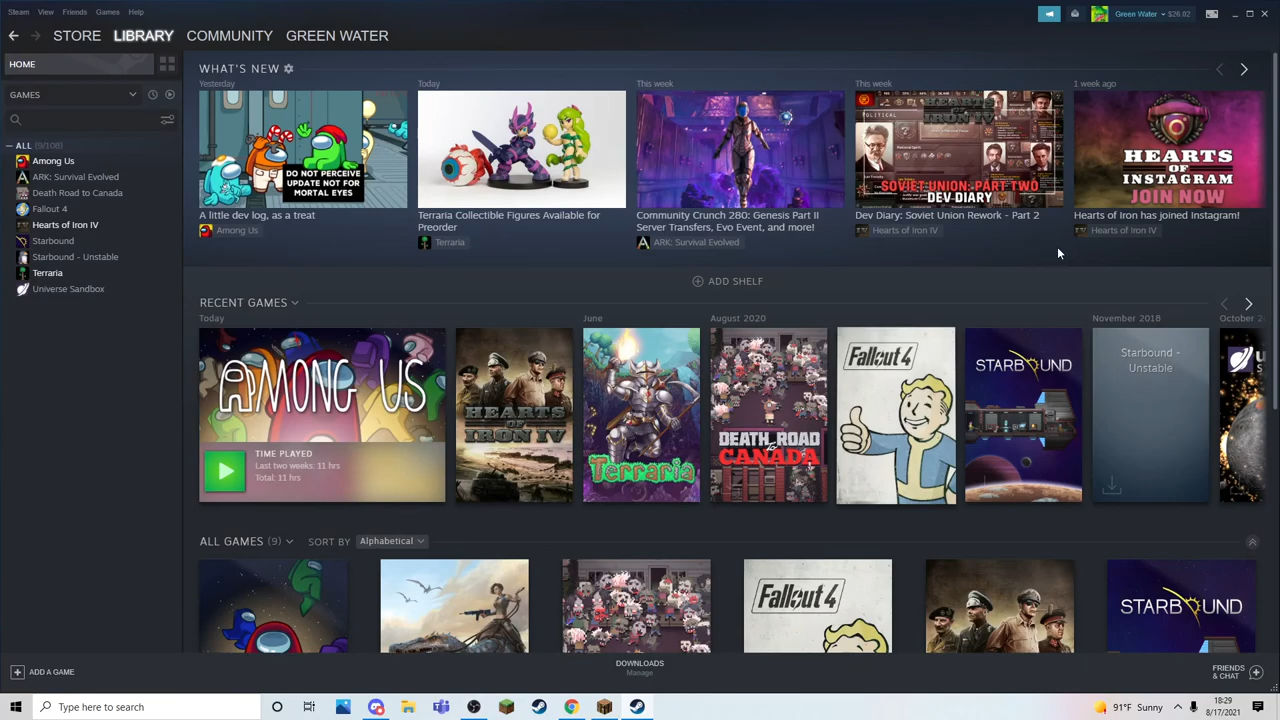 Steam View Friends Games Help
Green Water $26.02
STORE LIBRARY COMMUNITY GREEN WATER
HOME
GAMES
ALL (9/108)
Among Us
ARK: Survival Evolved
Death Road to Canada
Fallout 4
Hearts of Iron IV
Starbound
Starbound - Unstable
Terraria
Universe Sandbox
WHAT'S NEW
Yesterday
DO NOT PERCEIVE
UPDATE NOT FOR
MORTAL EYES
A little dev log, as a treat
Among Us
Today
Terraria Collectible Figures Available for
Preorder
Terraria
This week
Community Crunch 280: Genesis Part II
Server Transfers, Evo Event, and more!
ARK: Survival Evolved
This week
HEARTS
IRON IV
POLITICAL
SOVIET UNION: PART TWO
DEV-DIARY
Dev Diary: Soviet Union Rework - Part 2
Hearts of Iron IV
1 week ago
HEARTS
OF
INSTAGRAM
JOIN NOW
Hearts of Iron has joined Instagram!
Hearts of Iron IV
ADD SHELF
RECENT GAMES
Today
AMONG US
TIME PLAYED
Last two weeks: 11 hrs
Total: 11 hrs
HEARTS
OF
IRON IV
June
Terraria
August 2020
DEATH ROAD
to
CANADA
Fallout 4
STARBOUND
November 2018
Starbound -
Unstable
ALL GAMES (9) SORT BY Alphabetical
Fallout 4
STARBOUND
ADD A GAME
DOWNLOADS
Manage
FRIENDS
& CHAT
Type here to search
91°F Sunny
18:29
8/17/2021